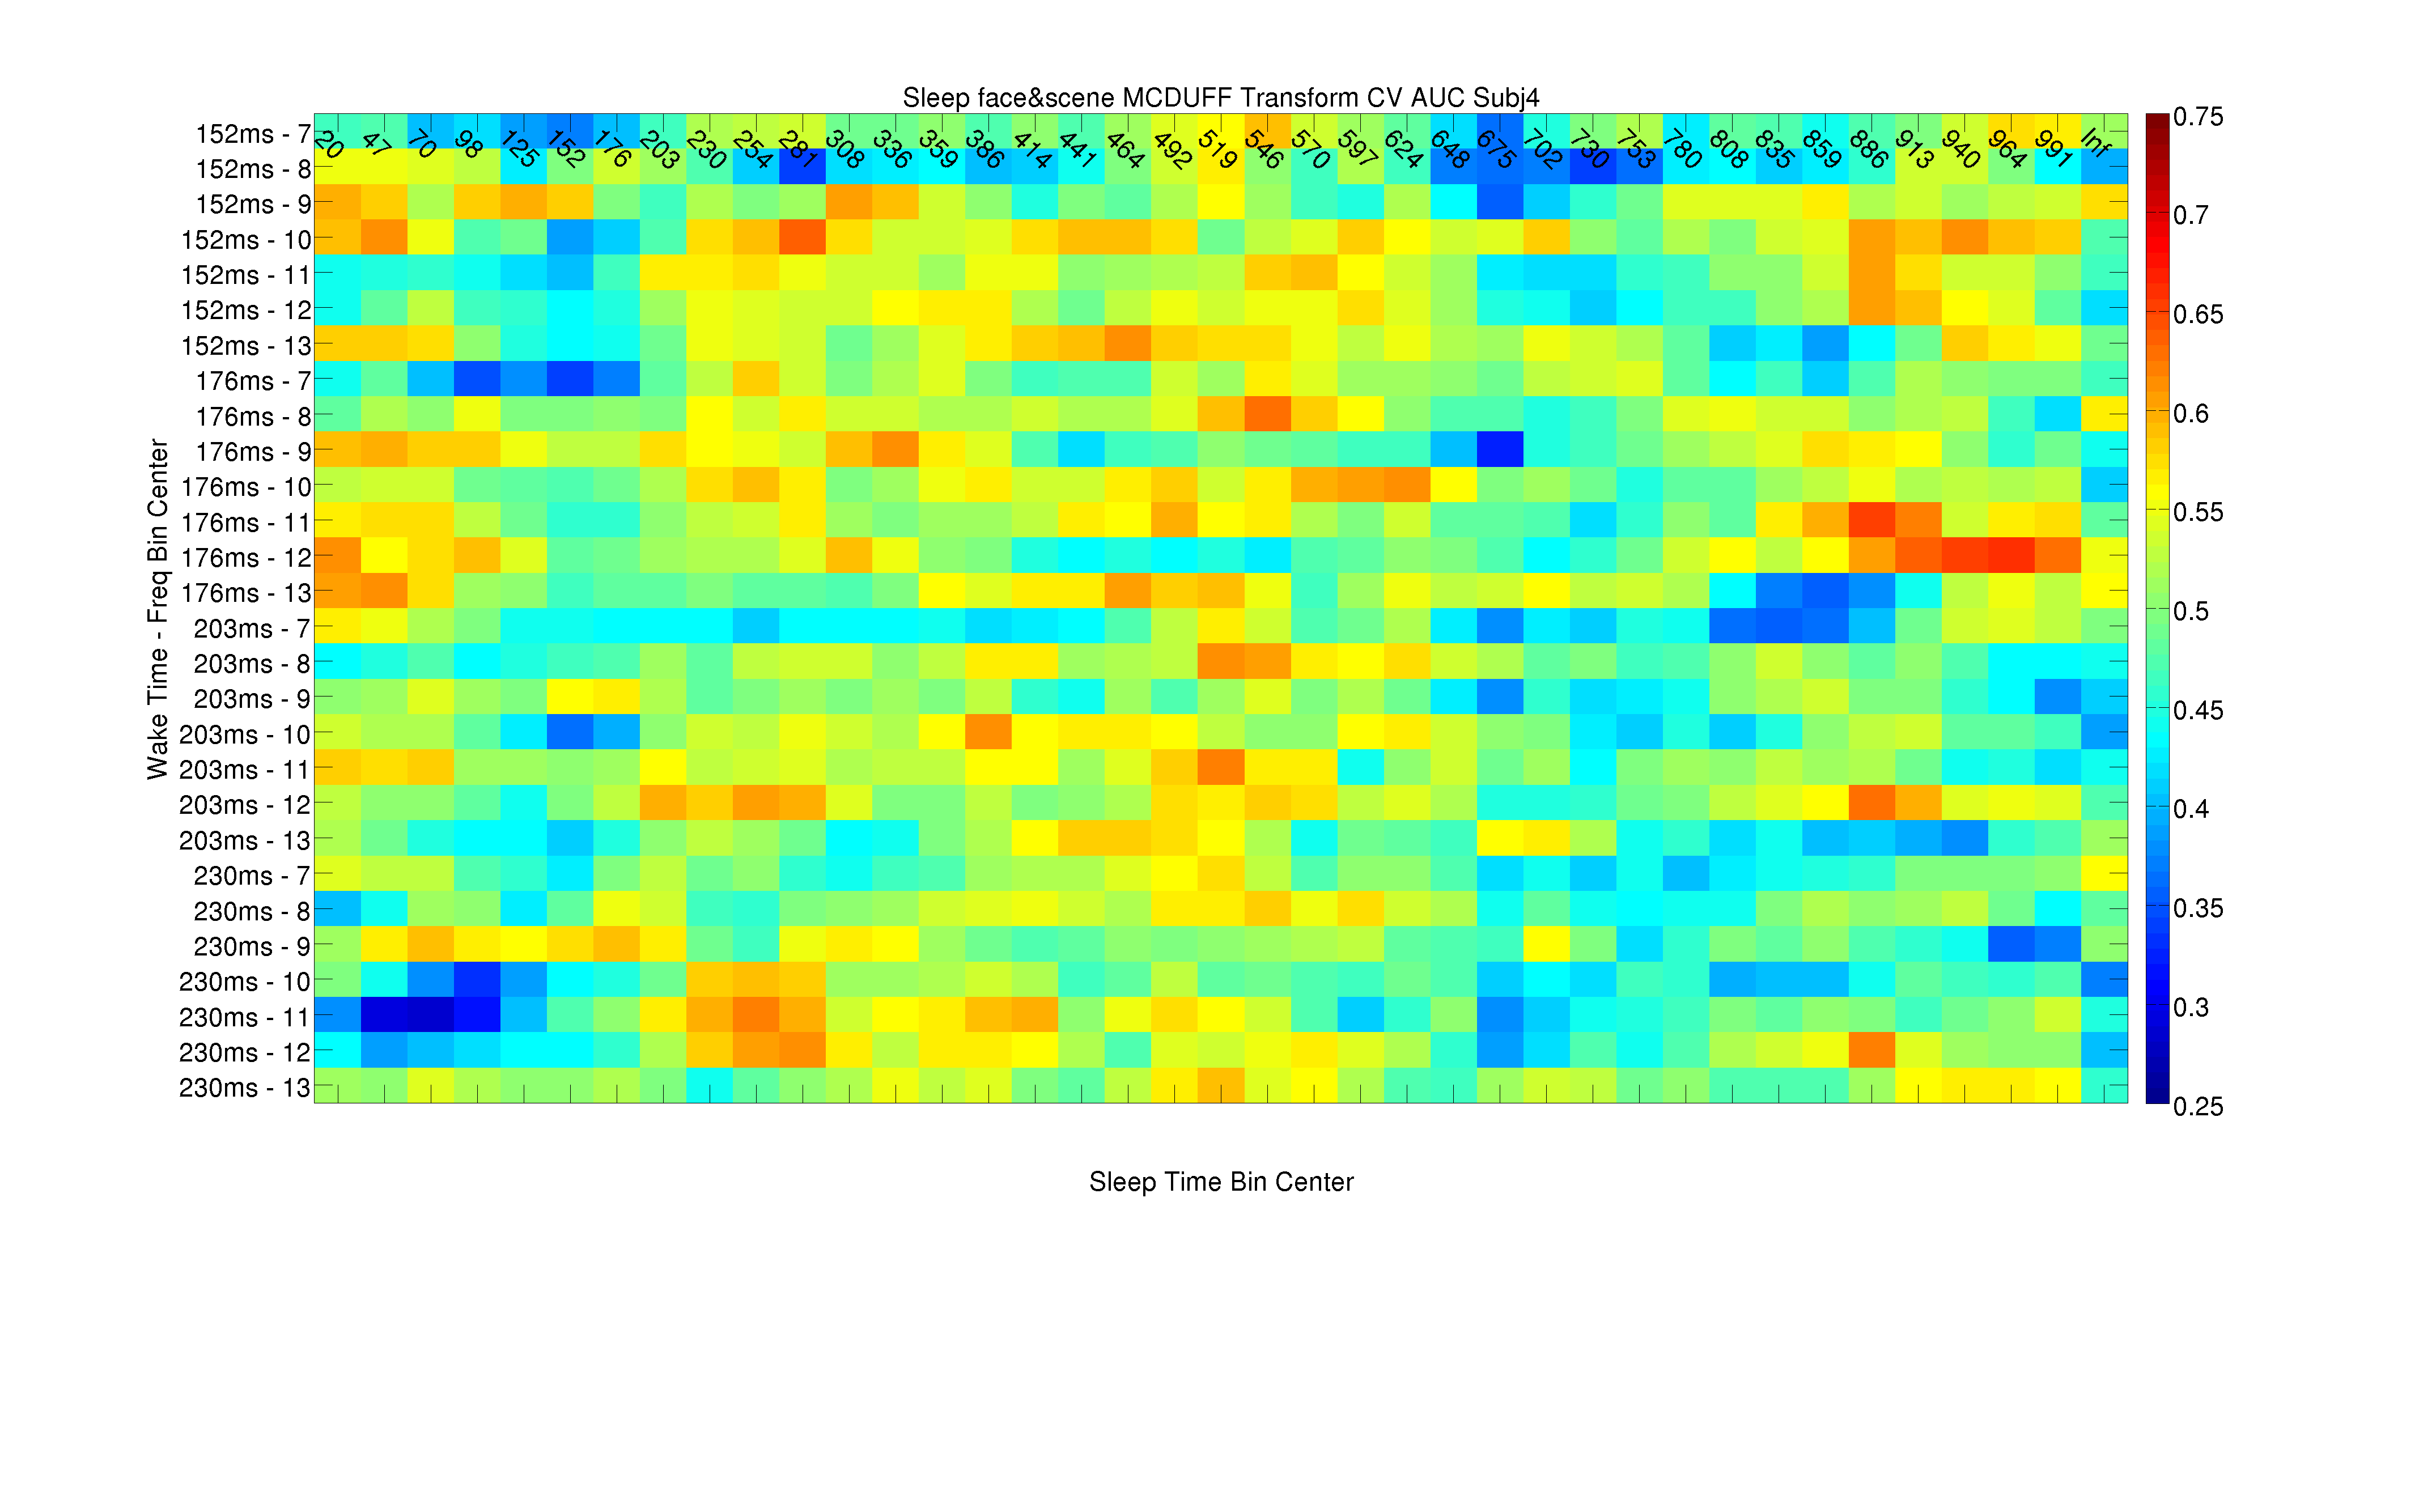 Sleep face&scene MCDUFF Transform CV AUC Subj4
20 47 70 98 125 152 176 203 230 254 281 308 336 359 386 414 441 464 492 519 546 570 597 624 648 675 702 730 753 780 808 835 859 886 913 940 964 991 Inf
Wake Time - Freq Bin Center
152ms - 7
152ms - 8
152ms - 9
152ms - 10
152ms - 11
152ms - 12
152ms - 13
176ms - 7
176ms - 8
176ms - 9
176ms - 10
176ms - 11
176ms - 12
176ms - 13
203ms - 7
203ms - 8
203ms - 9
203ms - 10
203ms - 11
203ms - 12
203ms - 13
230ms - 7
230ms - 8
230ms - 9
230ms - 10
230ms - 11
230ms - 12
230ms - 13
0.75
0.7
0.65
0.6
0.55
0.5
0.45
0.4
0.35
0.3
0.25
Sleep Time Bin Center